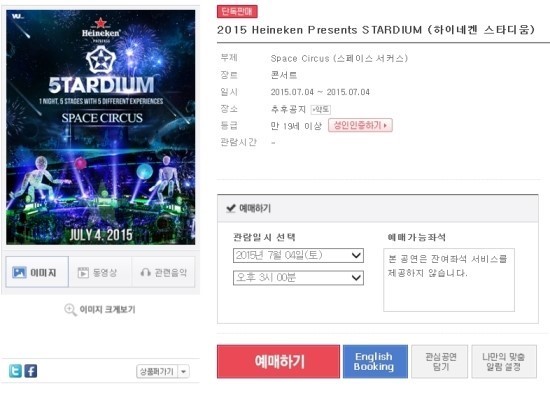 YU..
Heineken
PRESENTS
5TARDIUM
1 NIGHT, 5 STAGES WITH 5 DIFFERENT EXPERIENCES
SPACE CIRCUS
JULY 4, 2015
이미지
동영상
관련음악
이미지 크게보기
상품퍼가기
단독판매
2015 Heineken Presents STARDIUM (하이네켄 스타디움)
부제 Space Circus (스페이스 서커스)
장르 콘서트
일시 2015.07.04 ~ 2015.07.04
장소 추후공지 약도
등급 만 19세 이상 성인인증하기
관람시간 -
예매하기
관람일시 선택
2015년 7월 04일(토)
오후 3시 00분
예매가능좌석
본 공연은 잔여좌석 서비스를
제공하지 않습니다.
예매하기
English
Booking
관심공연
담기
나만의 맞춤
알림 설정